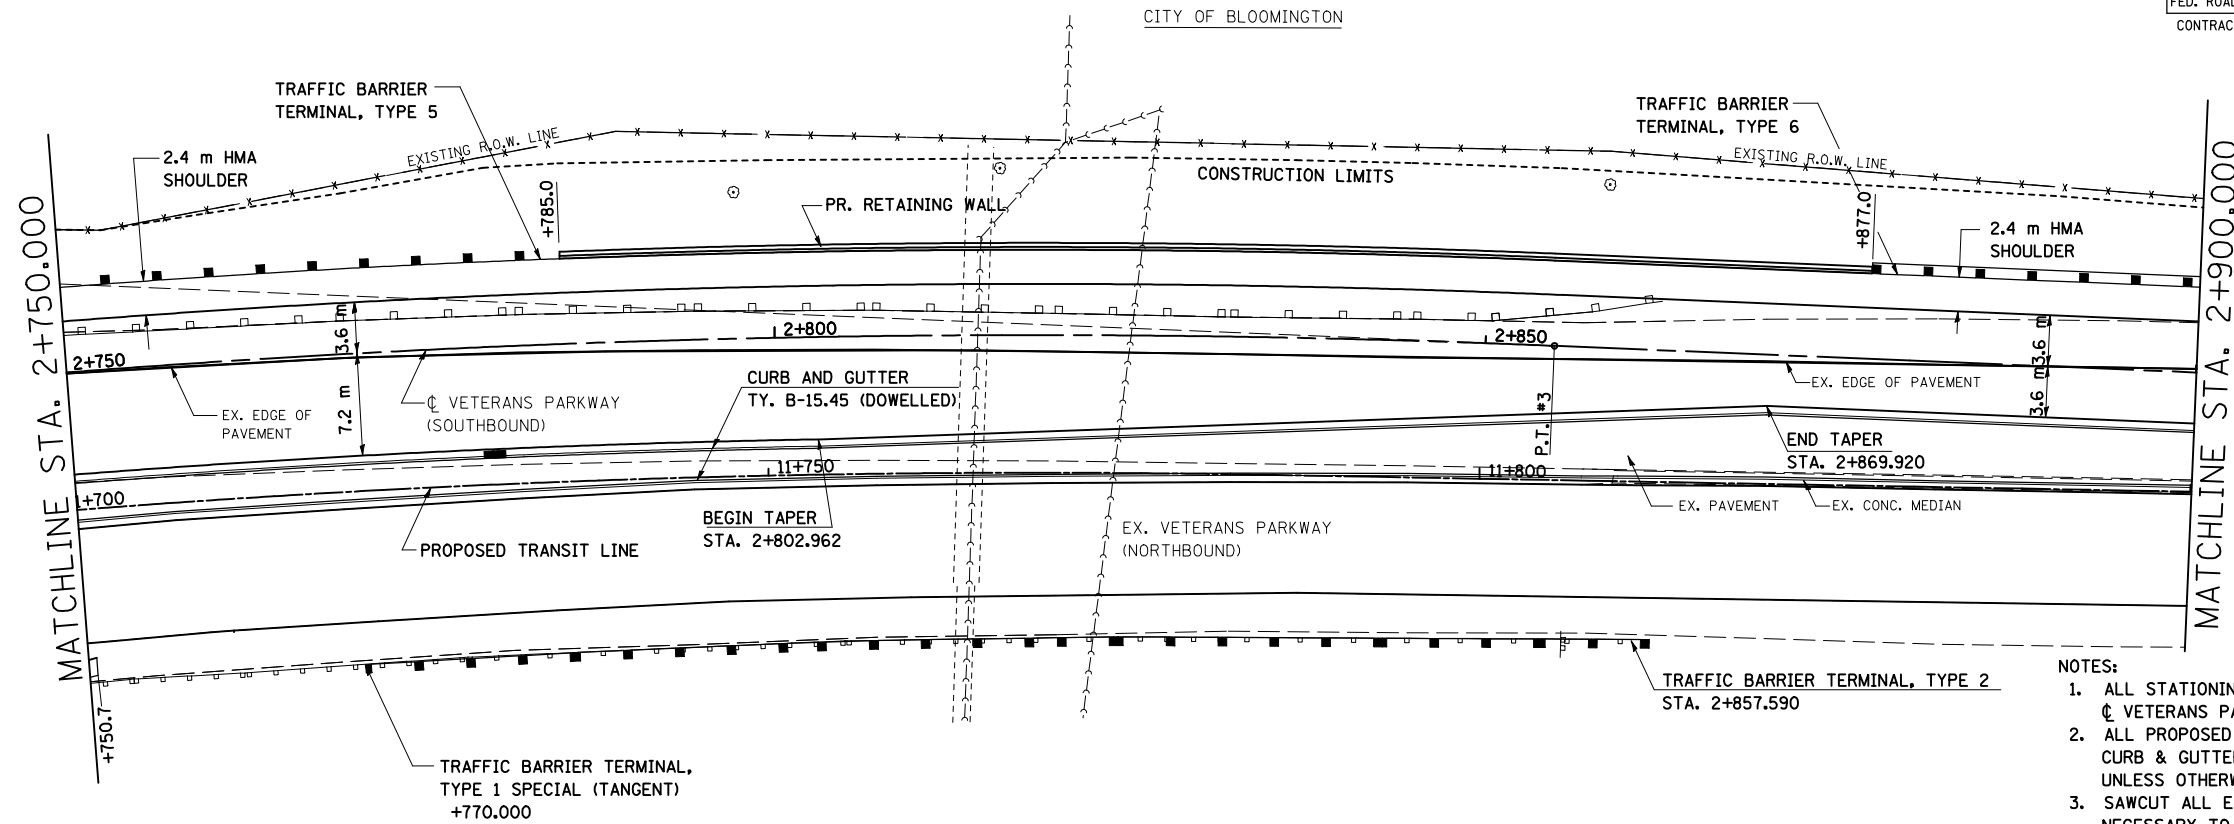 CITY OF BLOOMINGTON
FED. ROAD
CONTRAC
TRAFFIC BARRIER
TERMINAL, TYPE 5
TRAFFIC BARRIER
TERMINAL, TYPE 6
2.4 m HMA
SHOULDER
EXISTING R.O.W. LINE
EXISTING R.O.W. LINE
CONSTRUCTION LIMITS
+785.0
PR. RETAINING WALL
+877.0
2.4 m HMA
SHOULDER
MATCHLINE STA. 2+750.000
MATCHLINE STA. 2+900.000
3.6 m
2+750
2+800
2+850
3.6 m
3.6 m
7.2 m
EX. EDGE OF
PAVEMENT
℄ VETERANS PARKWAY
(SOUTHBOUND)
CURB AND GUTTER
TY. B-15.45 (DOWELLED)
EX. EDGE OF PAVEMENT
P.T. #3
END TAPER
STA. 2+869.920
11+750
11+800
1+700
BEGIN TAPER
STA. 2+802.962
PROPOSED TRANSIT LINE
EX. VETERANS PARKWAY
(NORTHBOUND)
EX. PAVEMENT
EX. CONC. MEDIAN
+750.7
TRAFFIC BARRIER TERMINAL, TYPE 2
STA. 2+857.590
TRAFFIC BARRIER TERMINAL,
TYPE 1 SPECIAL (TANGENT)
+770.000
NOTES:
1. ALL STATIONIN
℄ VETERANS PA
2. ALL PROPOSED
CURB & GUTTE
UNLESS OTHERW
3. SAWCUT ALL E
NECESSARY TO